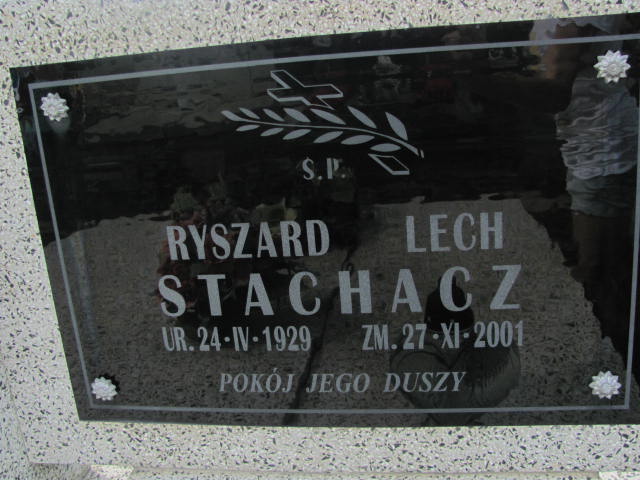 Ś.P.
RYSZARD LECH
STACHACZ
UR. 24·IV·1929 ZM. 27·XI·2001
POKÓJ JEGO DUSZY